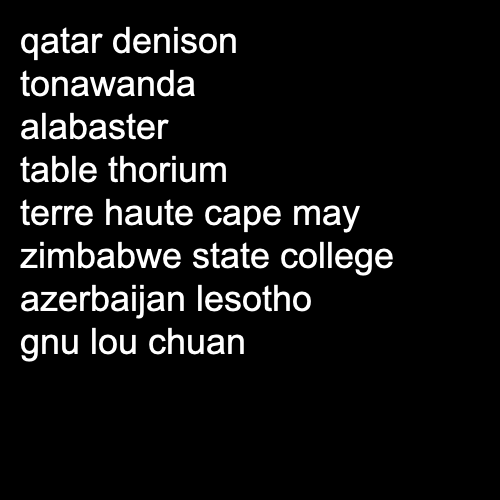 qatar denison
tonawanda
alabaster
table thorium
terre haute cape may
zimbabwe state college
azerbaijan lesotho
gnu lou chuan